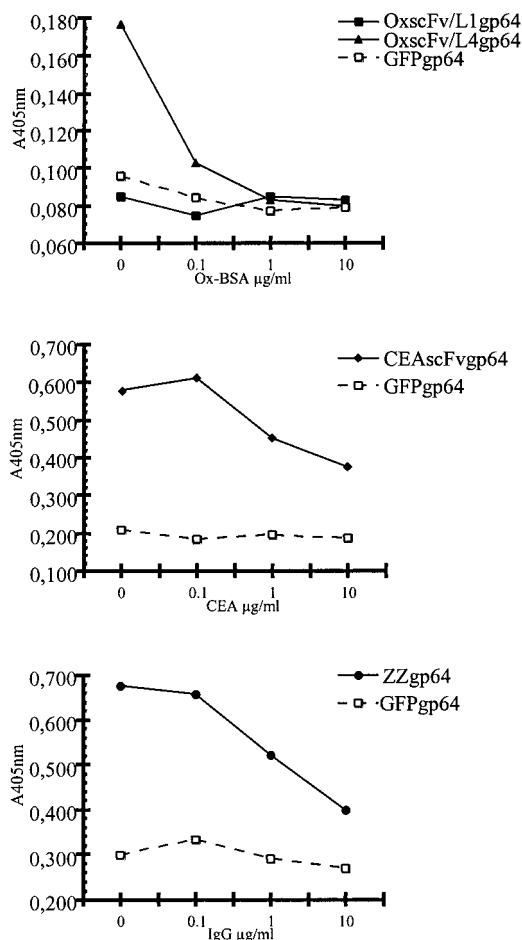 OxscFv/L1gp64
OxscFv/L4gp64
GFPgp64
A405nm
0,180
0,160
0,140
0,120
0,100
0,080
0,060
0 0.1 1 10
Ox-BSA µg/ml
CEAscFvgp64
GFPgp64
A405nm
0,700
0,600
0,500
0,400
0,300
0,200
0,100
0 0.1 1 10
CEA µg/ml
ZZgp64
GFPgp64
A405nm
0,700
0,600
0,500
0,400
0,300
0,200
0 0.1 1 10
IgG µg/ml